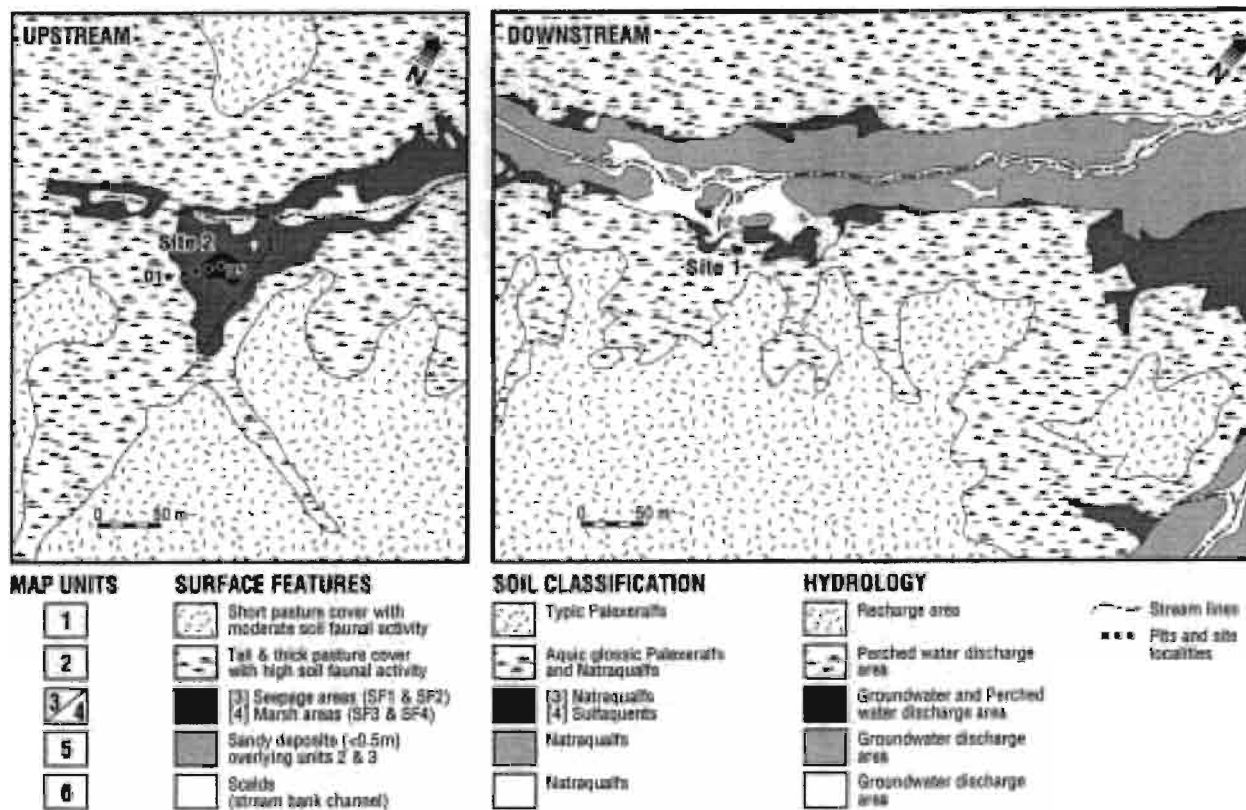 UPSTREAM
N
Site 2
01
0 50 m
DOWNSTREAM
N
Site 1
0 50 m
MAP UNITS
1
2
3/4
5
6
SURFACE FEATURES
Short pasture cover with
moderate soil faunal activity
Tall & thick pasture cover
with high soil faunal activity
[3] Seepage areas (SF1 & SF2)
[4] Marsh areas (SF3 & SF4)
Sandy deposite (<0.5m)
overlying units 2 & 3
Scalds
(stream bank channel)
SOIL CLASSIFICATION
Typic Palexeralfs
Aquic glossic Palexeralfs
and Natraqualfs
[3] Natraqualfs
[4] Sulfaquents
Natraqualfs
Natraqualfs
HYDROLOGY
Recharge area
Perched water discharge
area
Groundwater and Perched
water discharge area
Groundwater discharge
area
Groundwater discharge
area
Stream lines
Pits and site
localities